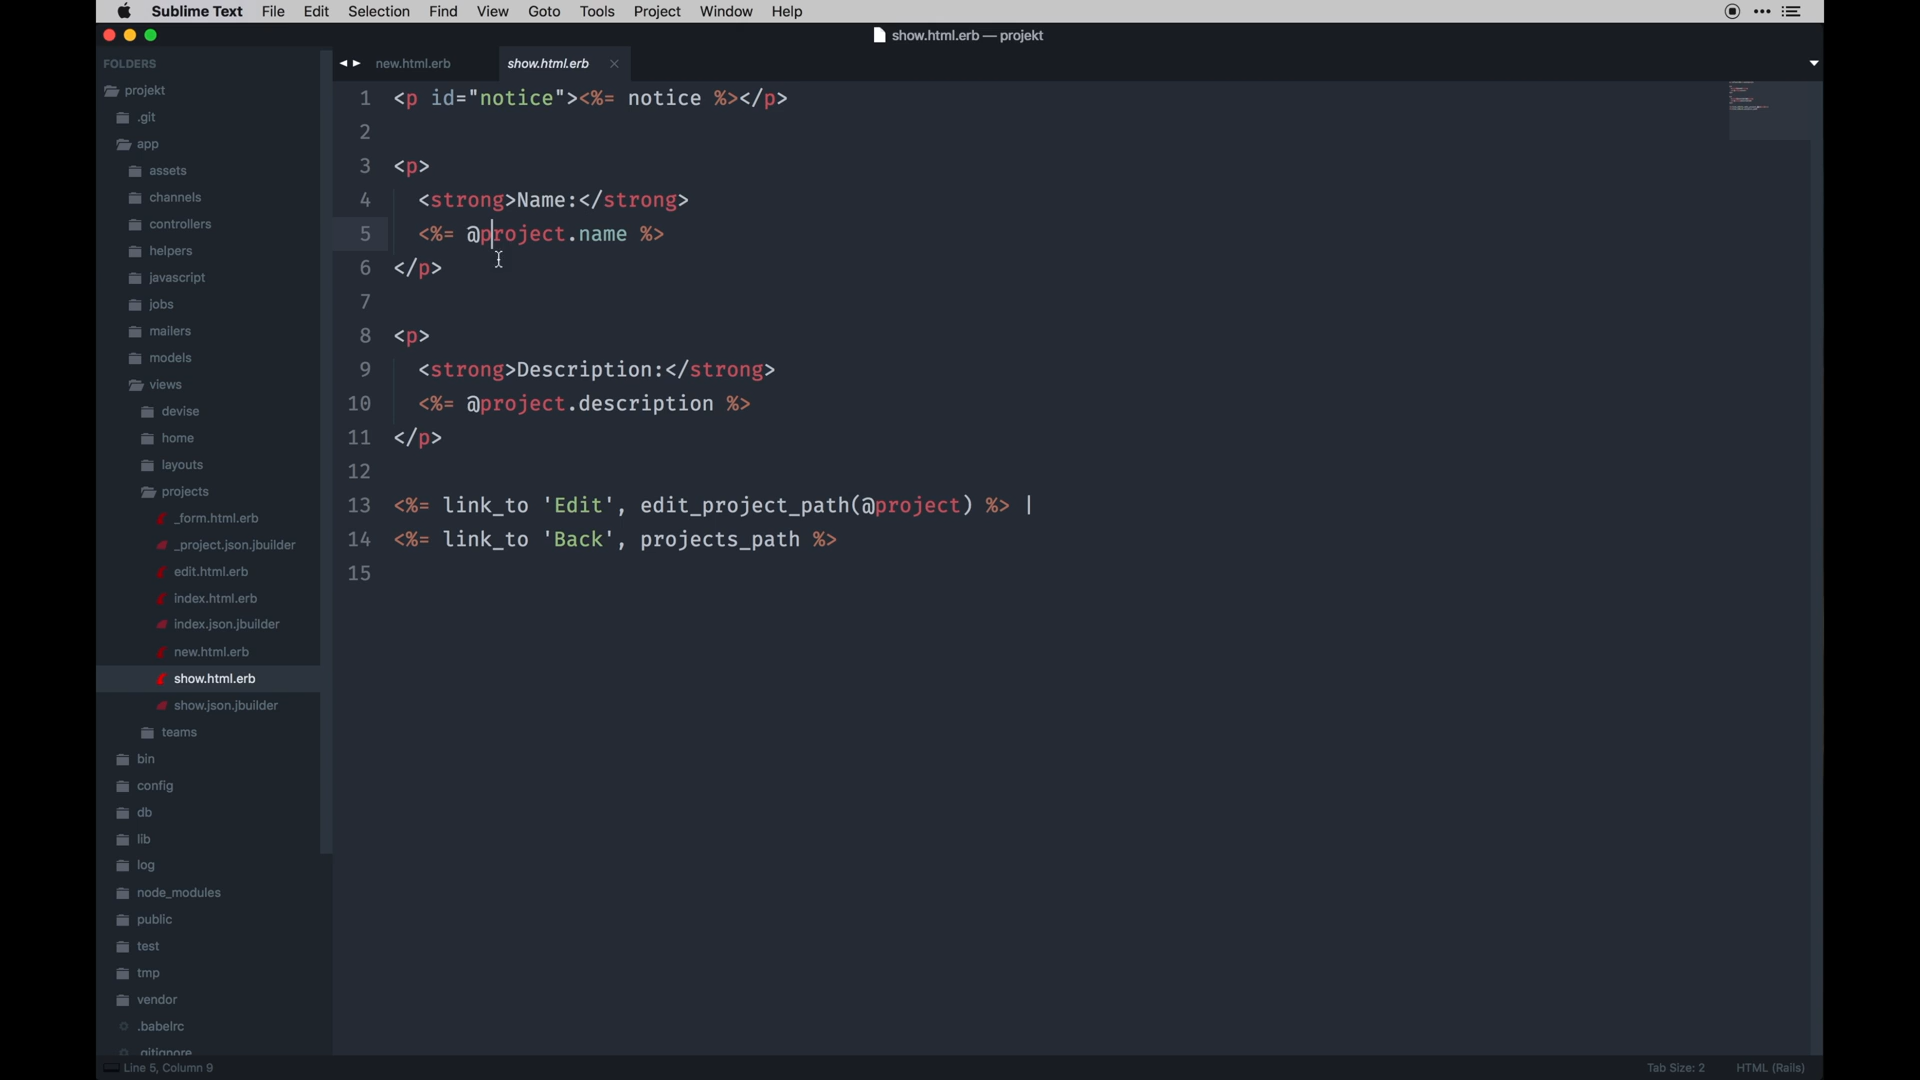 Sublime Text File Edit Selection Find View Goto Tools Project Window Help
show.html.erb — projekt
FOLDERS
projekt
.git
app
assets
channels
controllers
helpers
javascript
jobs
mailers
models
views
devise
home
layouts
projects
_form.html.erb
_project.json.jbuilder
edit.html.erb
index.html.erb
index.json.jbuilder
new.html.erb
show.html.erb
show.json.jbuilder
teams
bin
config
db
lib
log
node_modules
public
test
tmp
vendor
.babelrc
.gitignore
new.html.erb show.html.erb
1 <p id="notice"><%= notice %></p>
2
3 <p>
4 <strong>Name:</strong>
5 <%= @project.name %>
6 </p>
7
8 <p>
9 <strong>Description:</strong>
10 <%= @project.description %>
11 </p>
12
13 <%= link_to 'Edit', edit_project_path(@project) %> |
14 <%= link_to 'Back', projects_path %>
15
Line 5, Column 9 Tab Size: 2 HTML (Rails)